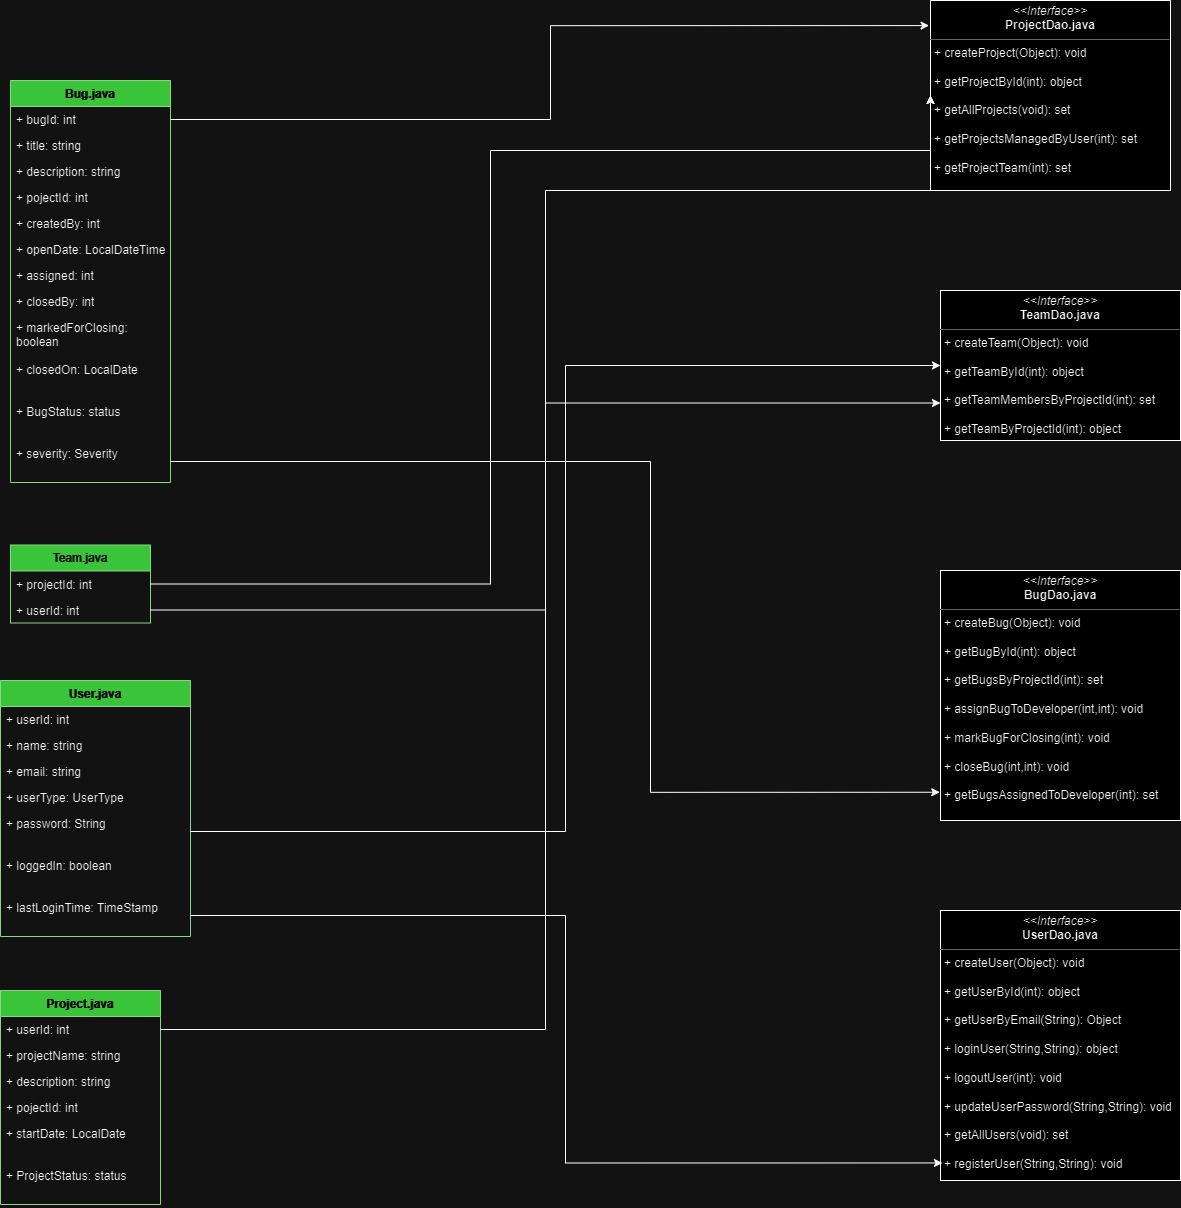 Bug.java
+ bugId: int
+ title: string
+ description: string
+ pojectId: int
+ createdBy: int
+ openDate: LocalDateTime
+ assigned: int
+ closedBy: int
+ markedForClosing:
boolean
+ closedOn: LocalDate
+ BugStatus: status
+ severity: Severity
Team.java
+ projectId: int
+ userId: int
User.java
+ userId: int
+ name: string
+ email: string
+ userType: UserType
+ password: String
+ loggedIn: boolean
+ lastLoginTime: TimeStamp
Project.java
+ userId: int
+ projectName: string
+ description: string
+ pojectId: int
+ startDate: LocalDate
+ ProjectStatus: status
<<Interface>>
ProjectDao.java
+ createProject(Object): void
+ getProjectById(int): object
+ getAllProjects(void): set
+ getProjectsManagedByUser(int): set
+ getProjectTeam(int): set
<<Interface>>
TeamDao.java
+ createTeam(Object): void
+ getTeamById(int): object
+ getTeamMembersByProjectId(int): set
+ getTeamByProjectId(int): object
<<Interface>>
BugDao.java
+ createBug(Object): void
+ getBugById(int): object
+ getBugsByProjectId(int): set
+ assignBugToDeveloper(int,int): void
+ markBugForClosing(int): void
+ closeBug(int,int): void
+ getBugsAssignedToDeveloper(int): set
<<Interface>>
UserDao.java
+ createUser(Object): void
+ getUserById(int): object
+ getUserByEmail(String): Object
+ loginUser(String,String): object
+ logoutUser(int): void
+ updateUserPassword(String,String): void
+ getAllUsers(void): set
+ registerUser(String,String): void